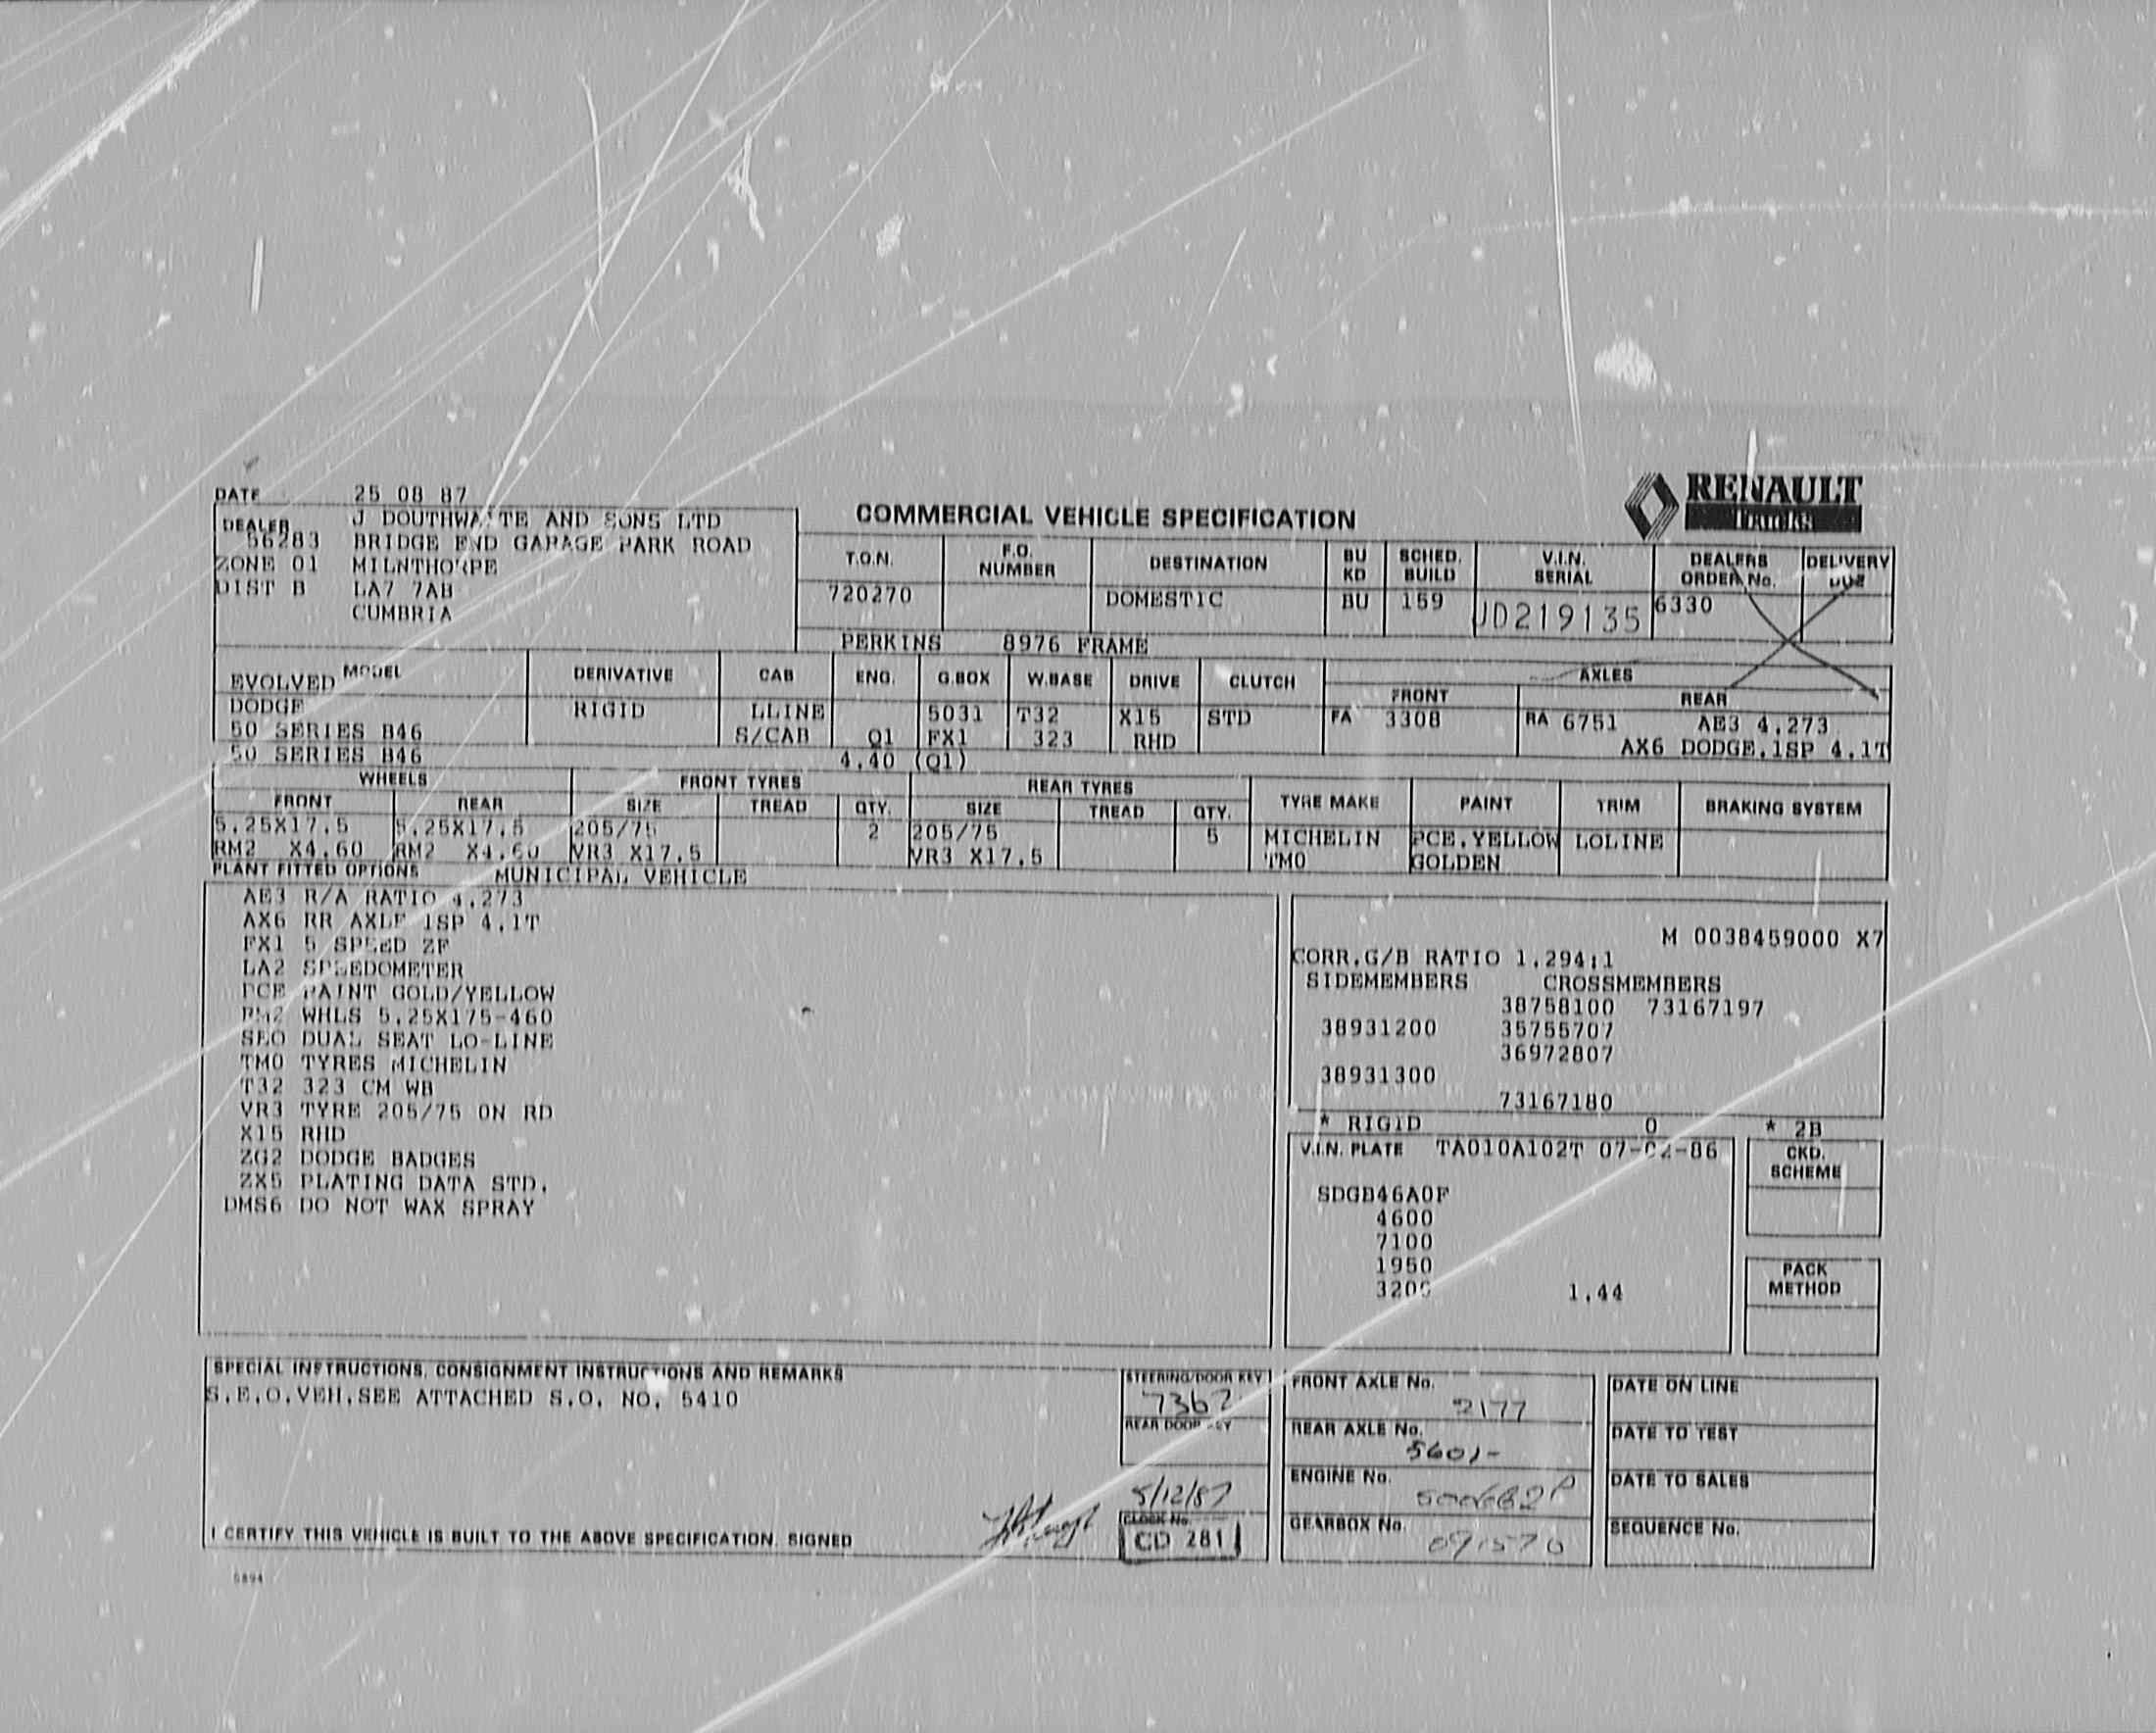 DATE 25 08 87
DEALER J DOUTHWAITE AND SONS LTD
56283 BRIDGE END GARAGE PARK ROAD
ZONE 01 MILNTHORPE
DIST B LA7 7AB
CUMBRIA
COMMERCIAL VEHICLE SPECIFICATION
RENAULT
Trucks
T.O.N. F.O. NUMBER DESTINATION BU KD SCHED. BUILD V.I.N. SERIAL DEALERS ORDER No. DELIVERY DUE
720270 DOMESTIC BU 159 JD219135 6330
PERKINS 8976 FRAME
MODEL DERIVATIVE CAB ENG. G.BOX W.BASE DRIVE CLUTCH AXLES
FRONT REAR
EVOLVED
DODGE RIGID LLINE 5031 T32 X15 STD FA 3308 RA 6751 AE3 4.273
50 SERIES B46 S/CAB Q1 FX1 323 RHD AX6 DODGE.1SP 4.1T
50 SERIES B46 4.40 (Q1)
WHEELS FRONT TYRES REAR TYRES TYRE MAKE PAINT TRIM BRAKING SYSTEM
FRONT REAR SIZE TREAD QTY. SIZE TREAD QTY.
5.25X17.5 5.25X17.5 205/75 2 205/75 5 MICHELIN PCE.YELLOW LOLINE
RM2 X4.60 RM2 X4.60 VR3 X17.5 VR3 X17.5 TM0 GOLDEN
PLANT FITTED OPTIONS MUNICIPAL VEHICLE
AE3 R/A RATIO 4.273
AX6 RR AXLE 1SP 4.1T
FX1 5 SPEED ZF
LA2 SPEEDOMETER
PCE PAINT GOLD/YELLOW
RM2 WHLS 5.25X175-460
SE0 DUAL SEAT LO-LINE
TM0 TYRES MICHELIN
T32 323 CM WB
VR3 TYRE 205/75 ON RD
X15 RHD
ZG2 DODGE BADGES
ZX5 PLATING DATA STD.
DMS6 DO NOT WAX SPRAY
M 0038459000 X7
CORR.G/B RATIO 1.294:1
SIDEMEMBERS CROSSMEMBERS
38758100 73167197
38931200 35755707
36972807
38931300
73167180
* RIGID 0 * 2B
V.I.N. PLATE TA010A102T 07-02-86
SDGB46A0F
4600
7100
1950
1.44
CKD. SCHEME
PACK METHOD
SPECIAL INSTRUCTIONS, CONSIGNMENT INSTRUCTIONS AND REMARKS
S.E.O.VEH.SEE ATTACHED S.O. NO. 5410
STEERING/DOOR KEY
7362
REAR DOOR KEY
5/12/87
CLOCK No.
CD 281
I CERTIFY THIS VEHICLE IS BUILT TO THE ABOVE SPECIFICATION. SIGNED
FRONT AXLE No. 2177
REAR AXLE No.
ENGINE No.
GEARBOX No.
DATE ON LINE
DATE TO TEST
DATE TO SALES
SEQUENCE No.